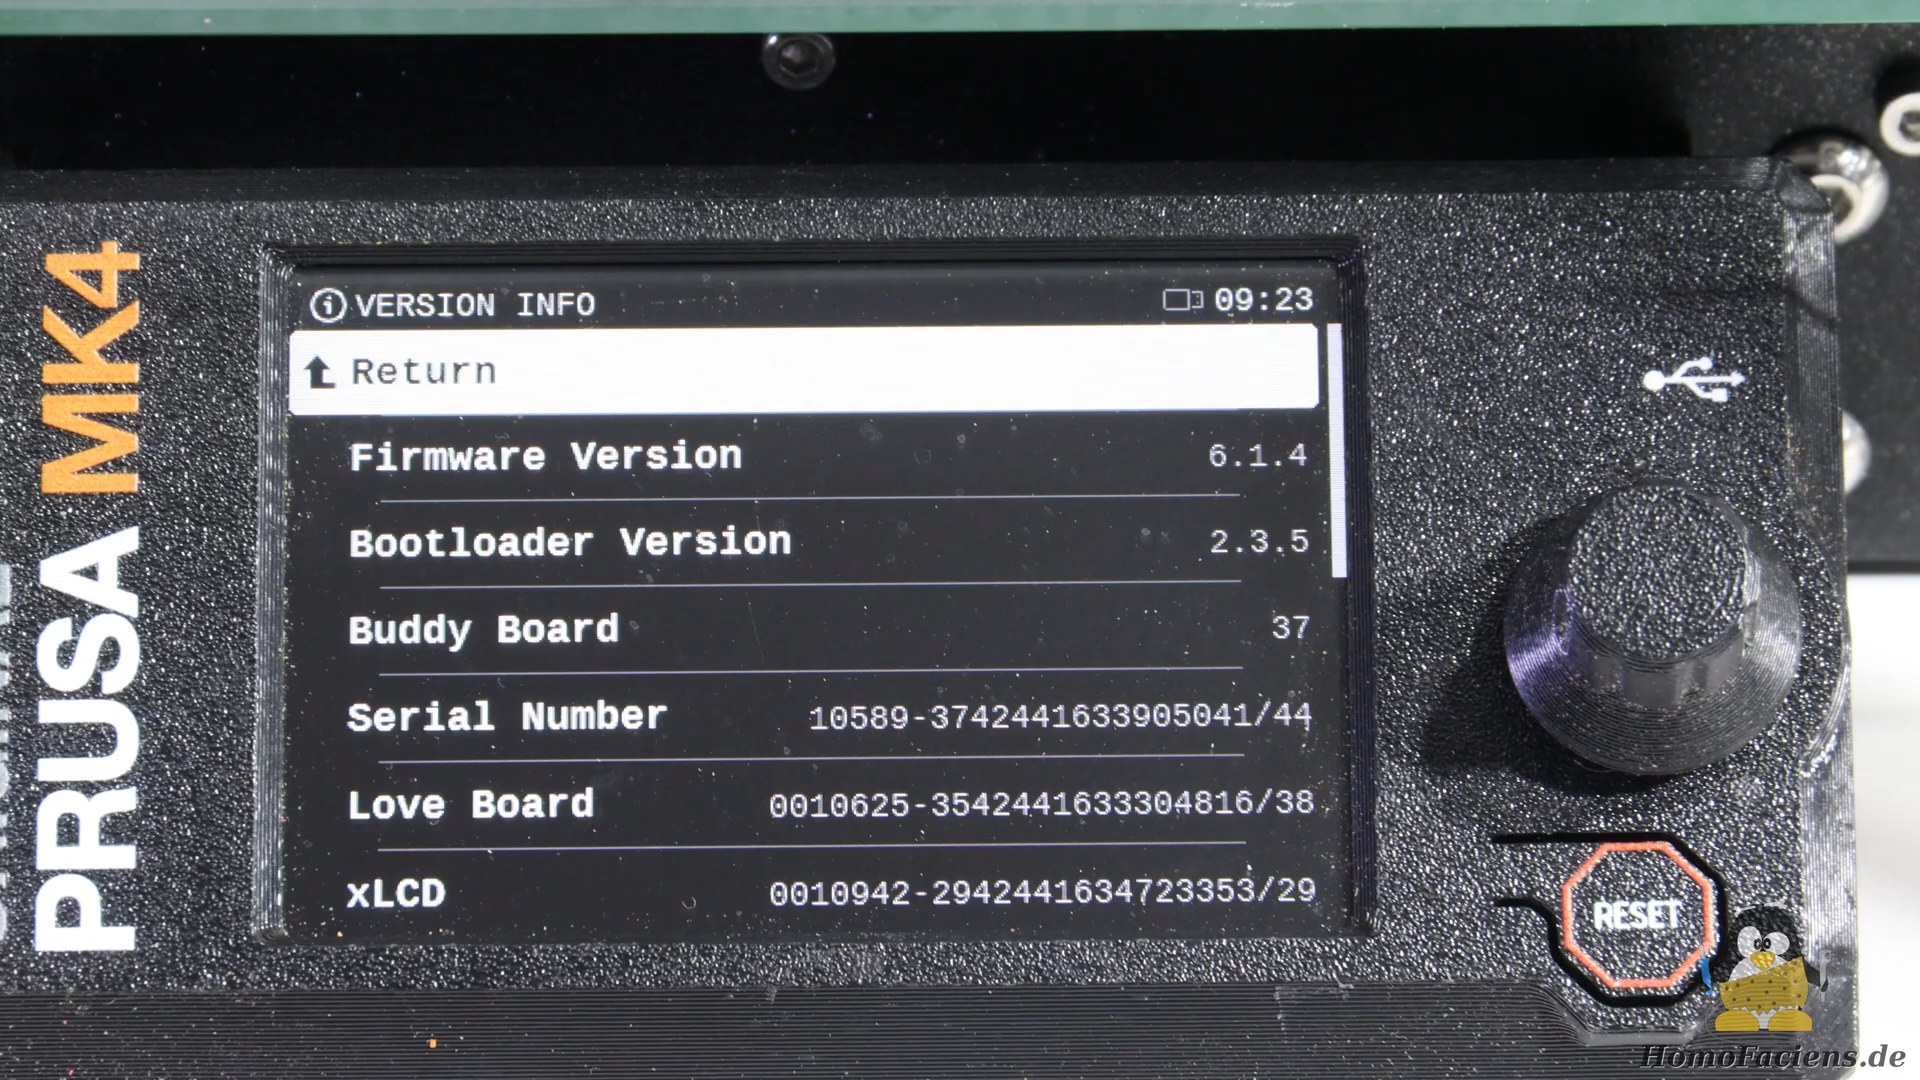 PRUSA MK4
VERSION INFO 09:23
Return
Firmware Version 6.1.4
Bootloader Version 2.3.5
Buddy Board 37
Serial Number 10589-3742441633905041/44
Love Board 0010625-3542441633304816/38
xLCD 0010942-2942441634723353/29
RESET
HomoFaciens.de